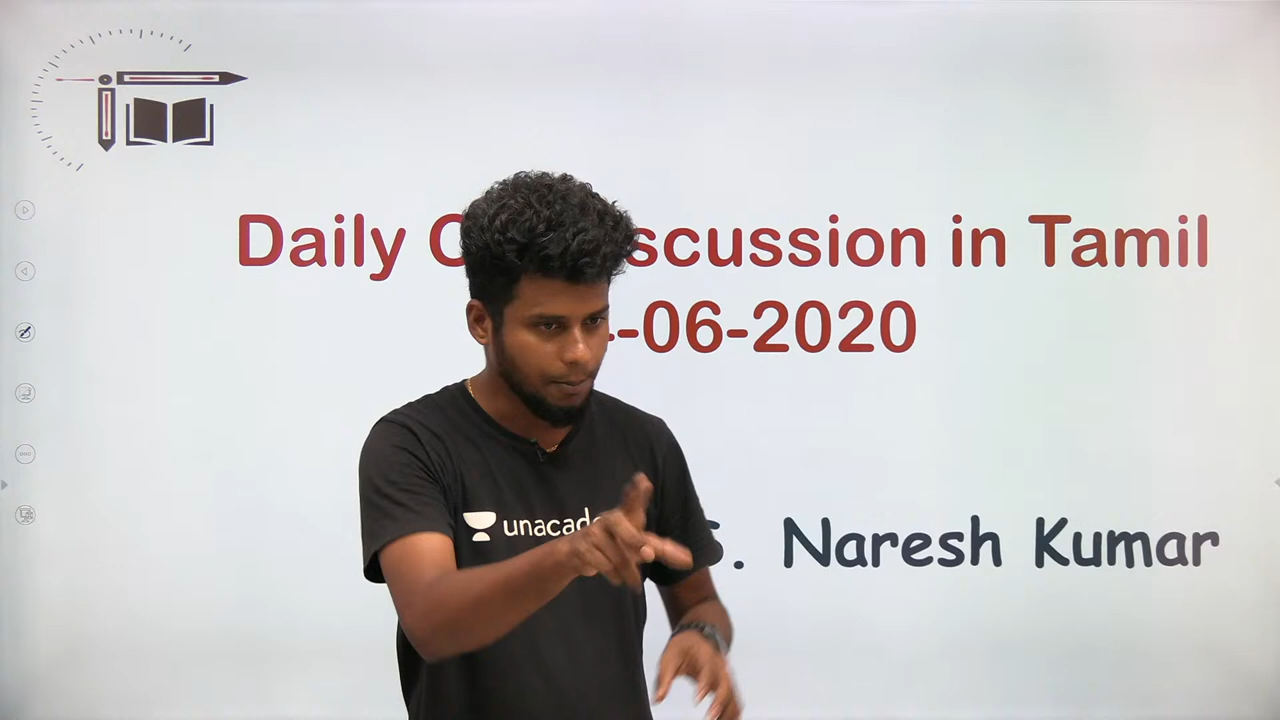 Daily
scussion in Tamil
-06-2020
unacad
S. Naresh Kumar